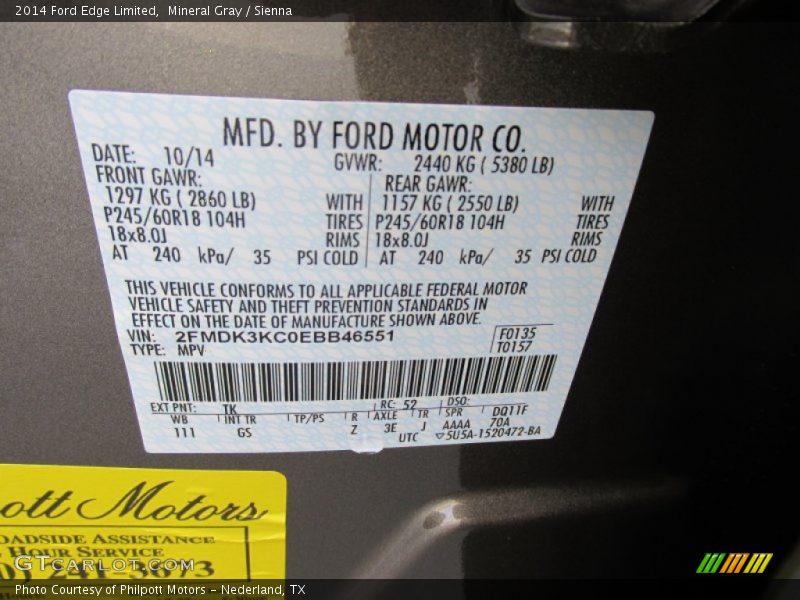 2014 Ford Edge Limited, Mineral Gray / Sienna
MFD. BY FORD MOTOR CO.
DATE: 10/14 GVWR: 2440 KG ( 5380 LB)
FRONT GAWR: REAR GAWR:
1297 KG ( 2860 LB) WITH 1157 KG ( 2550 LB) WITH
P245/60R18 104H TIRES P245/60R18 104H TIRES
18x8.0J RIMS 18x8.0J RIMS
AT 240 kPa/ 35 PSI COLD AT 240 kPa/ 35 PSI COLD
THIS VEHICLE CONFORMS TO ALL APPLICABLE FEDERAL MOTOR
VEHICLE SAFETY AND THEFT PREVENTION STANDARDS IN
EFFECT ON THE DATE OF MANUFACTURE SHOWN ABOVE.
VIN: 2FMDK3KC0EBB46551 F0135
TYPE: MPV T0157
EXT PNT: TK RC: 52 DSO:
WB INT TR TP/PS R AXLE TR SPR DQ11F
111 GS Z 3E J AAAA 70A
UTC 5U5A-1520472-BA
ott Motors
OADSIDE ASSISTANCE
HOUR SERVICE
0) 241-3673
GTCARLOT.COM
Photo Courtesy of Philpott Motors – Nederland, TX